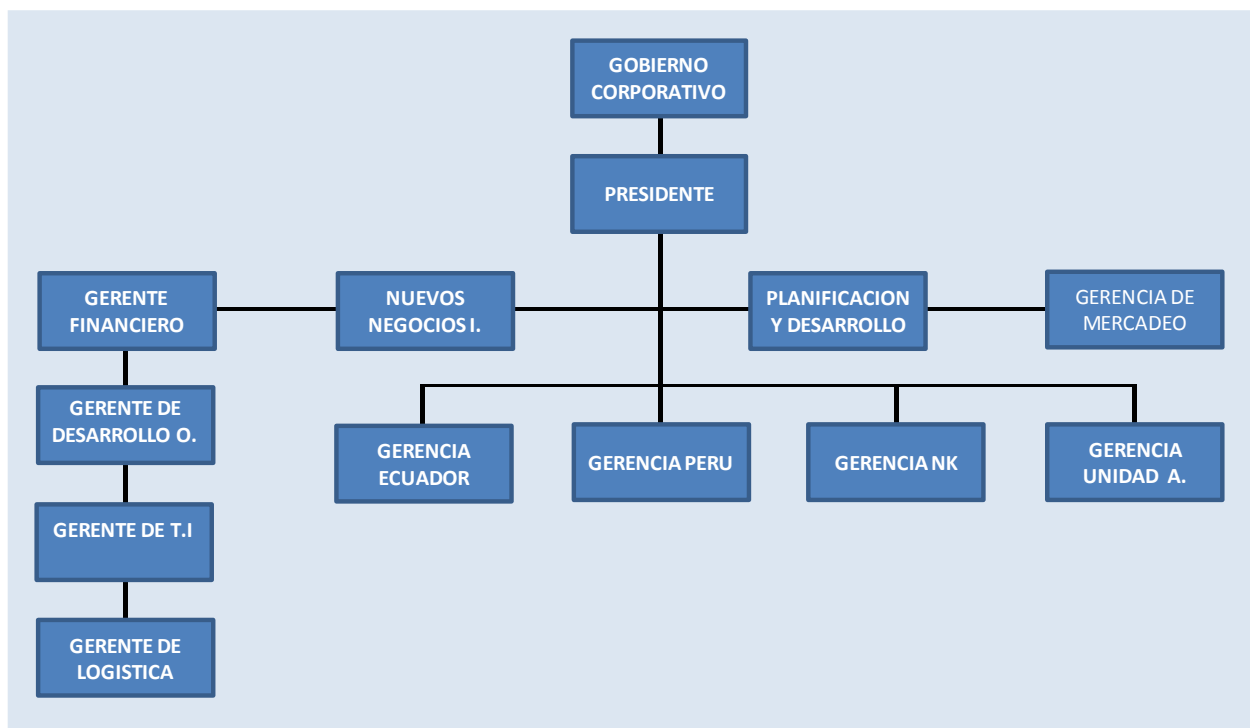 GOBIERNO
CORPORATIVO
PRESIDENTE
GERENTE
FINANCIERO
NUEVOS
NEGOCIOS I.
PLANIFICACION
Y DESARROLLO
GERENCIA DE
MERCADEO
GERENTE DE
DESARROLLO O.
GERENCIA
ECUADOR
GERENCIA PERU
GERENCIA NK
GERENCIA
UNIDAD A.
GERENTE DE T.I
GERENTE DE
LOGISTICA